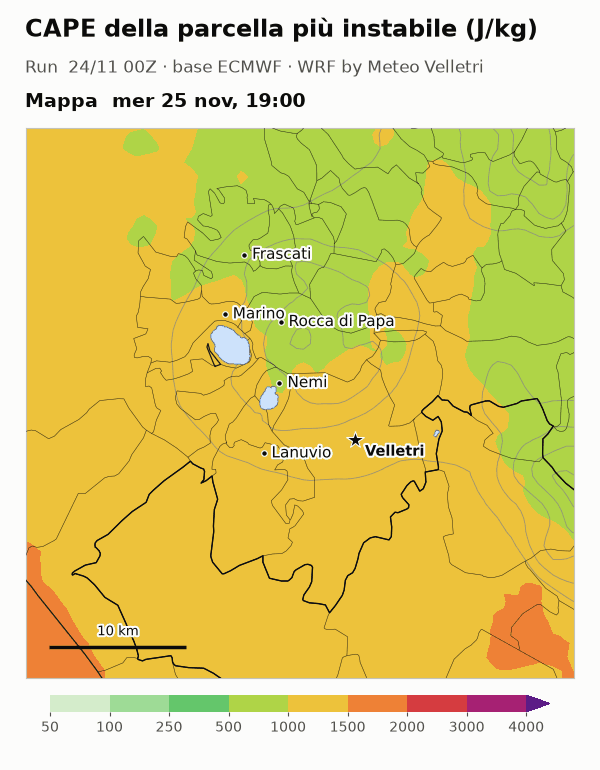 CAPE della parcella più instabile (J/kg)
Run  24/11 00Z · base ECMWF · WRF by Meteo Velletri
Mappa  mer 25 nov, 19:00
Frascati
Marino
Rocca di Papa
Nemi
Velletri
Lanuvio
10 km
50 100 250 500 1000 1500 2000 3000 4000